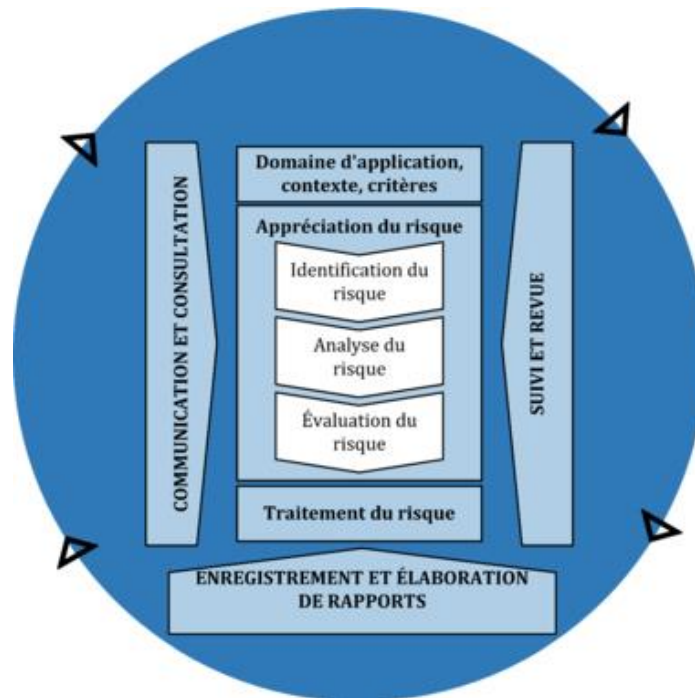 Domaine d'application,
contexte, critères
Appréciation du risque
Identification du
risque
Analyse du
risque
Évaluation du
risque
Traitement du risque
COMMUNICATION ET CONSULTATION
SUIVI ET REVUE
ENREGISTREMENT ET ÉLABORATION
DE RAPPORTS